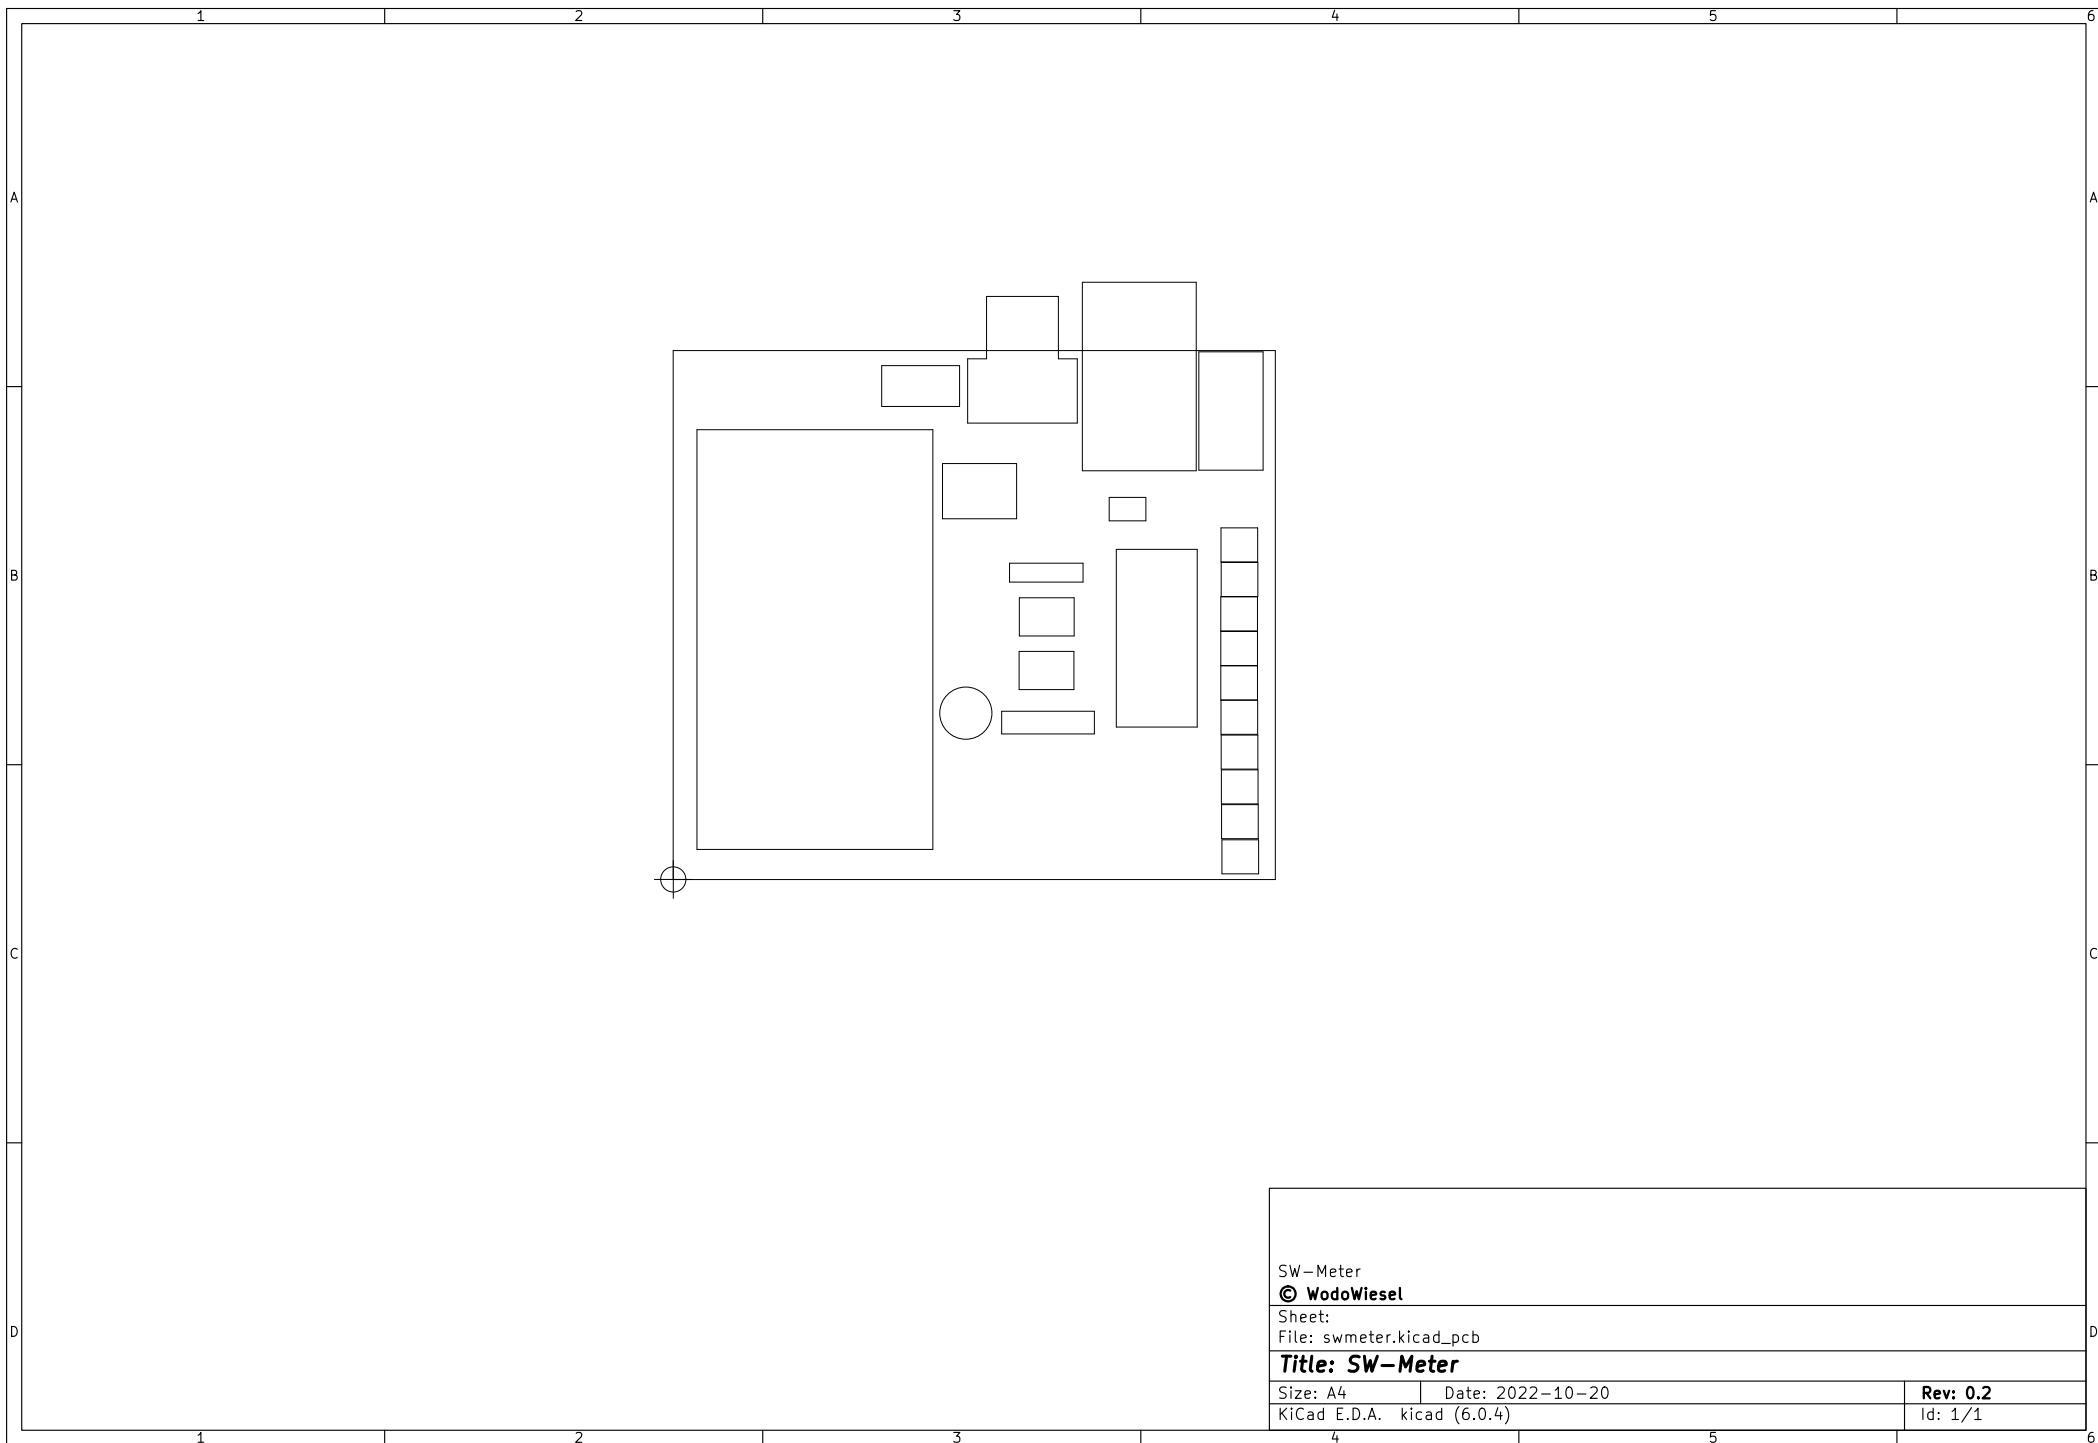 1 2 3 4 5 6
A A
B B
C C
D D
SW-Meter
© WodoWiesel
Sheet:
File: swmeter.kicad_pcb
Title: SW-Meter
Size: A4 Date: 2022-10-20 Rev: 0.2
KiCad E.D.A. kicad (6.0.4) Id: 1/1
1 2 3 4 5 6